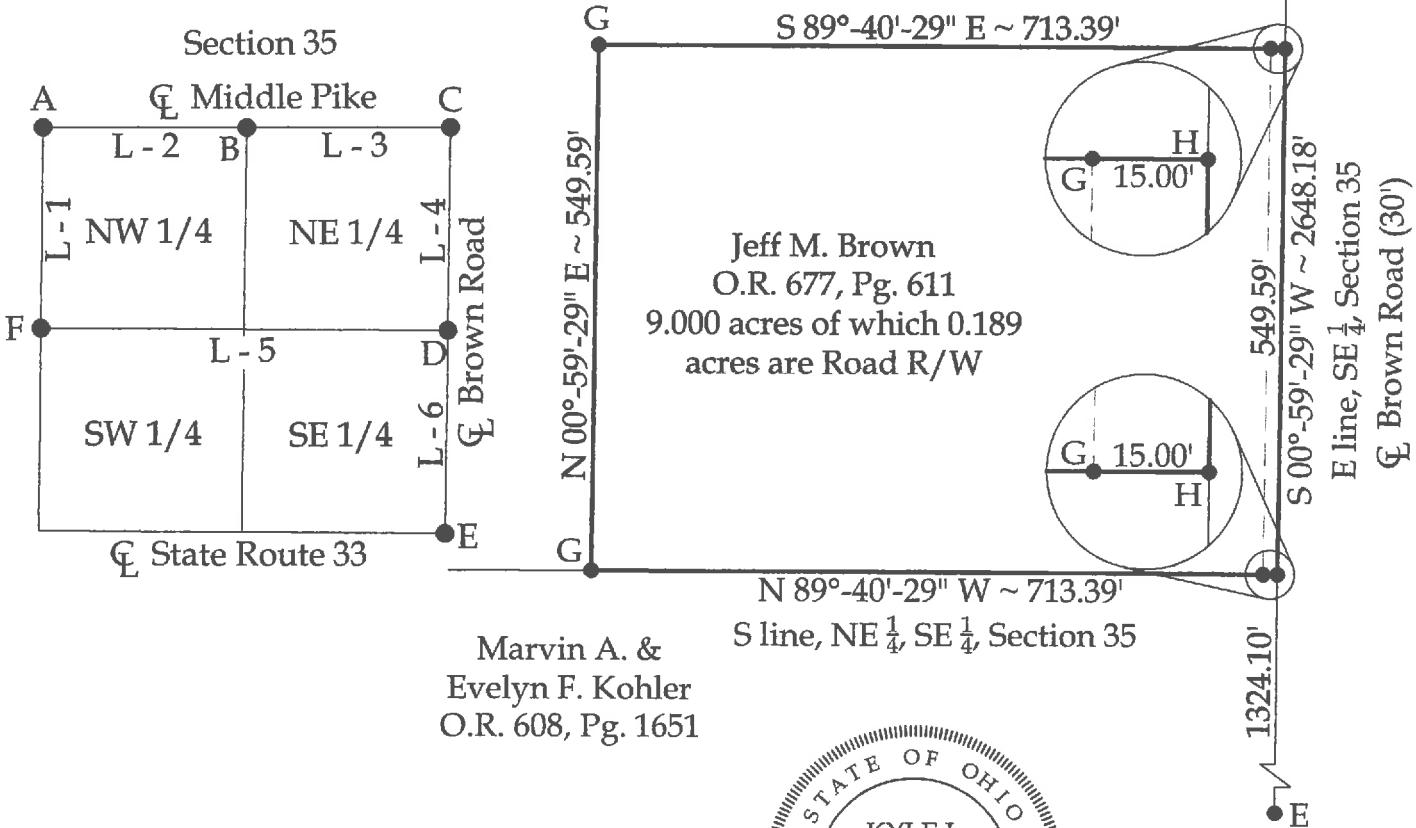 Section 35
℄ Middle Pike
A
C
L - 2
B
L - 3
L - 1
NW 1/4
NE 1/4
L - 4
℄ Brown Road
F
L - 5
D
SW 1/4
SE 1/4
L - 6
E
℄ State Route 33
G
S 89°-40'-29" E ~ 713.39'
N 00°-59'-29" E ~ 549.59'
H
G
15.00'
Jeff M. Brown
O.R. 677, Pg. 611
9.000 acres of which 0.189
acres are Road R/W
549.59'
S 00°-59'-29" W ~ 2648.18'
E line, SE 1/4, Section 35
℄ Brown Road (30')
G
15.00'
H
G
N 89°-40'-29" W ~ 713.39'
S line, NE 1/4, SE 1/4, Section 35
Marvin A. &
Evelyn F. Kohler
O.R. 608, Pg. 1651
1324.10'
E
STATE OF OHIO